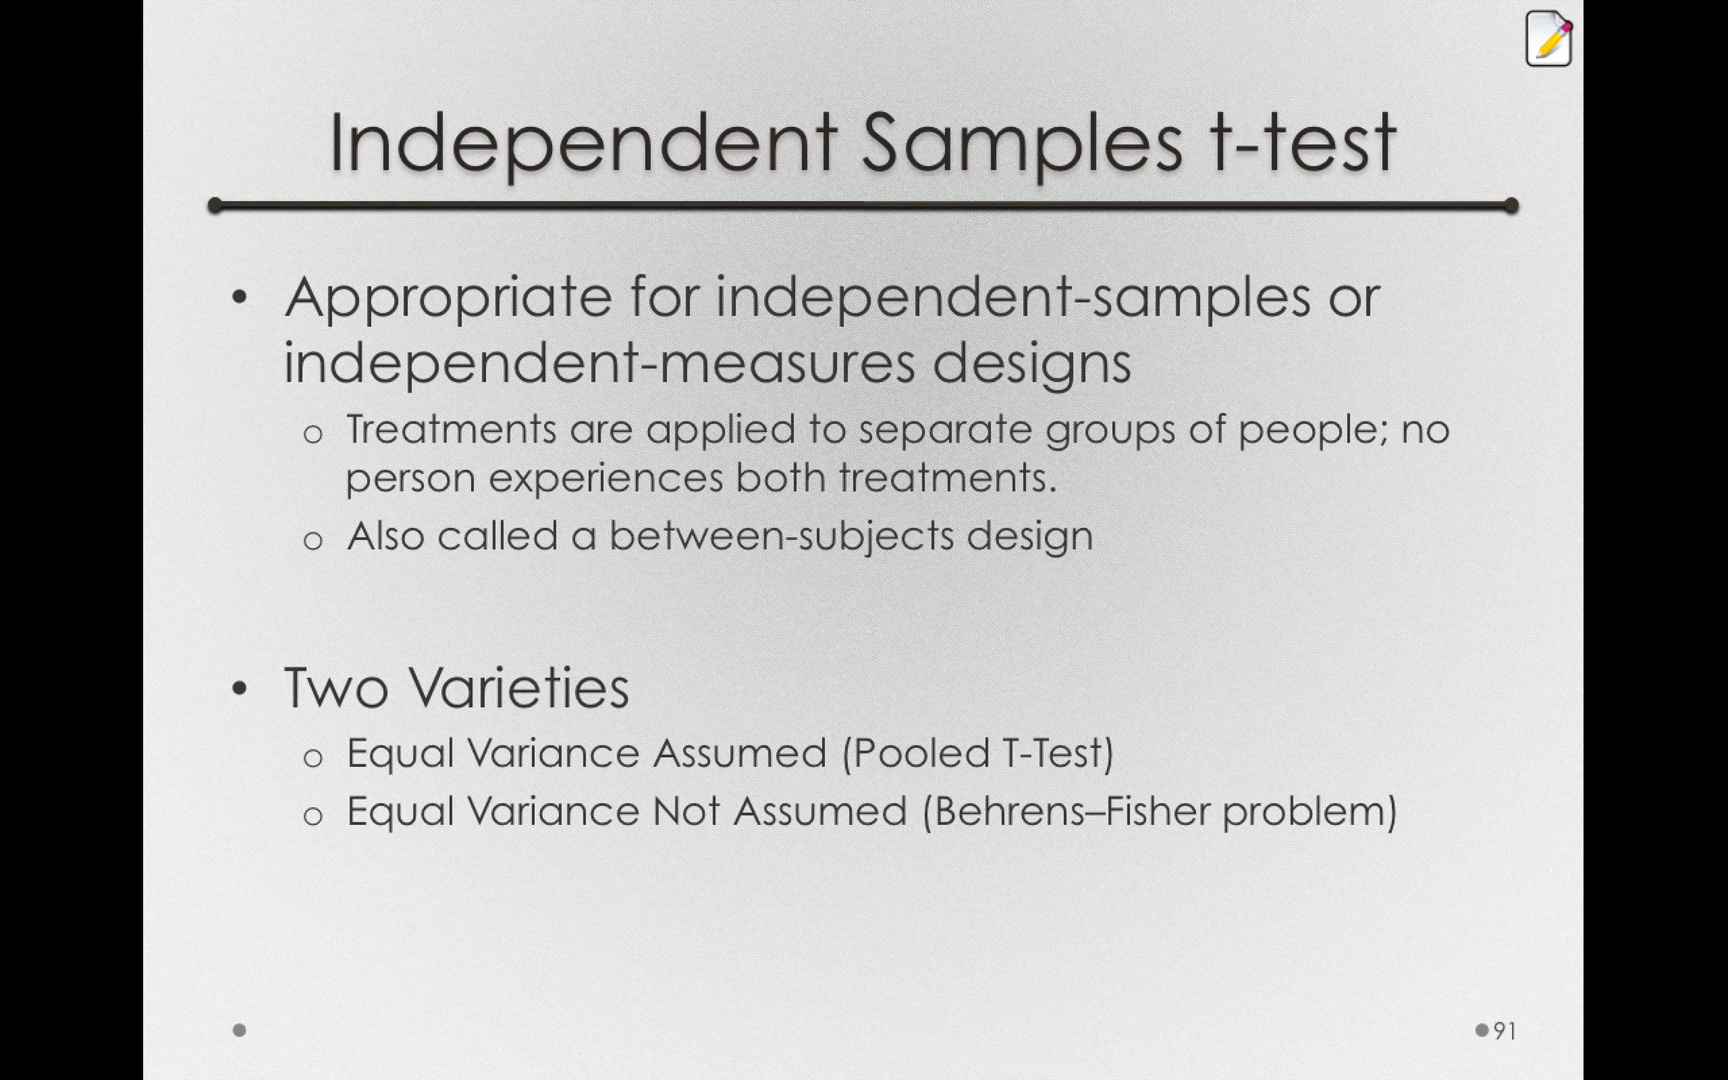 Independent Samples t-test
• Appropriate for independent-samples or
independent-measures designs
o Treatments are applied to separate groups of people; no
person experiences both treatments.
o Also called a between-subjects design
• Two Varieties
o Equal Variance Assumed (Pooled T-Test)
o Equal Variance Not Assumed (Behrens–Fisher problem)
91